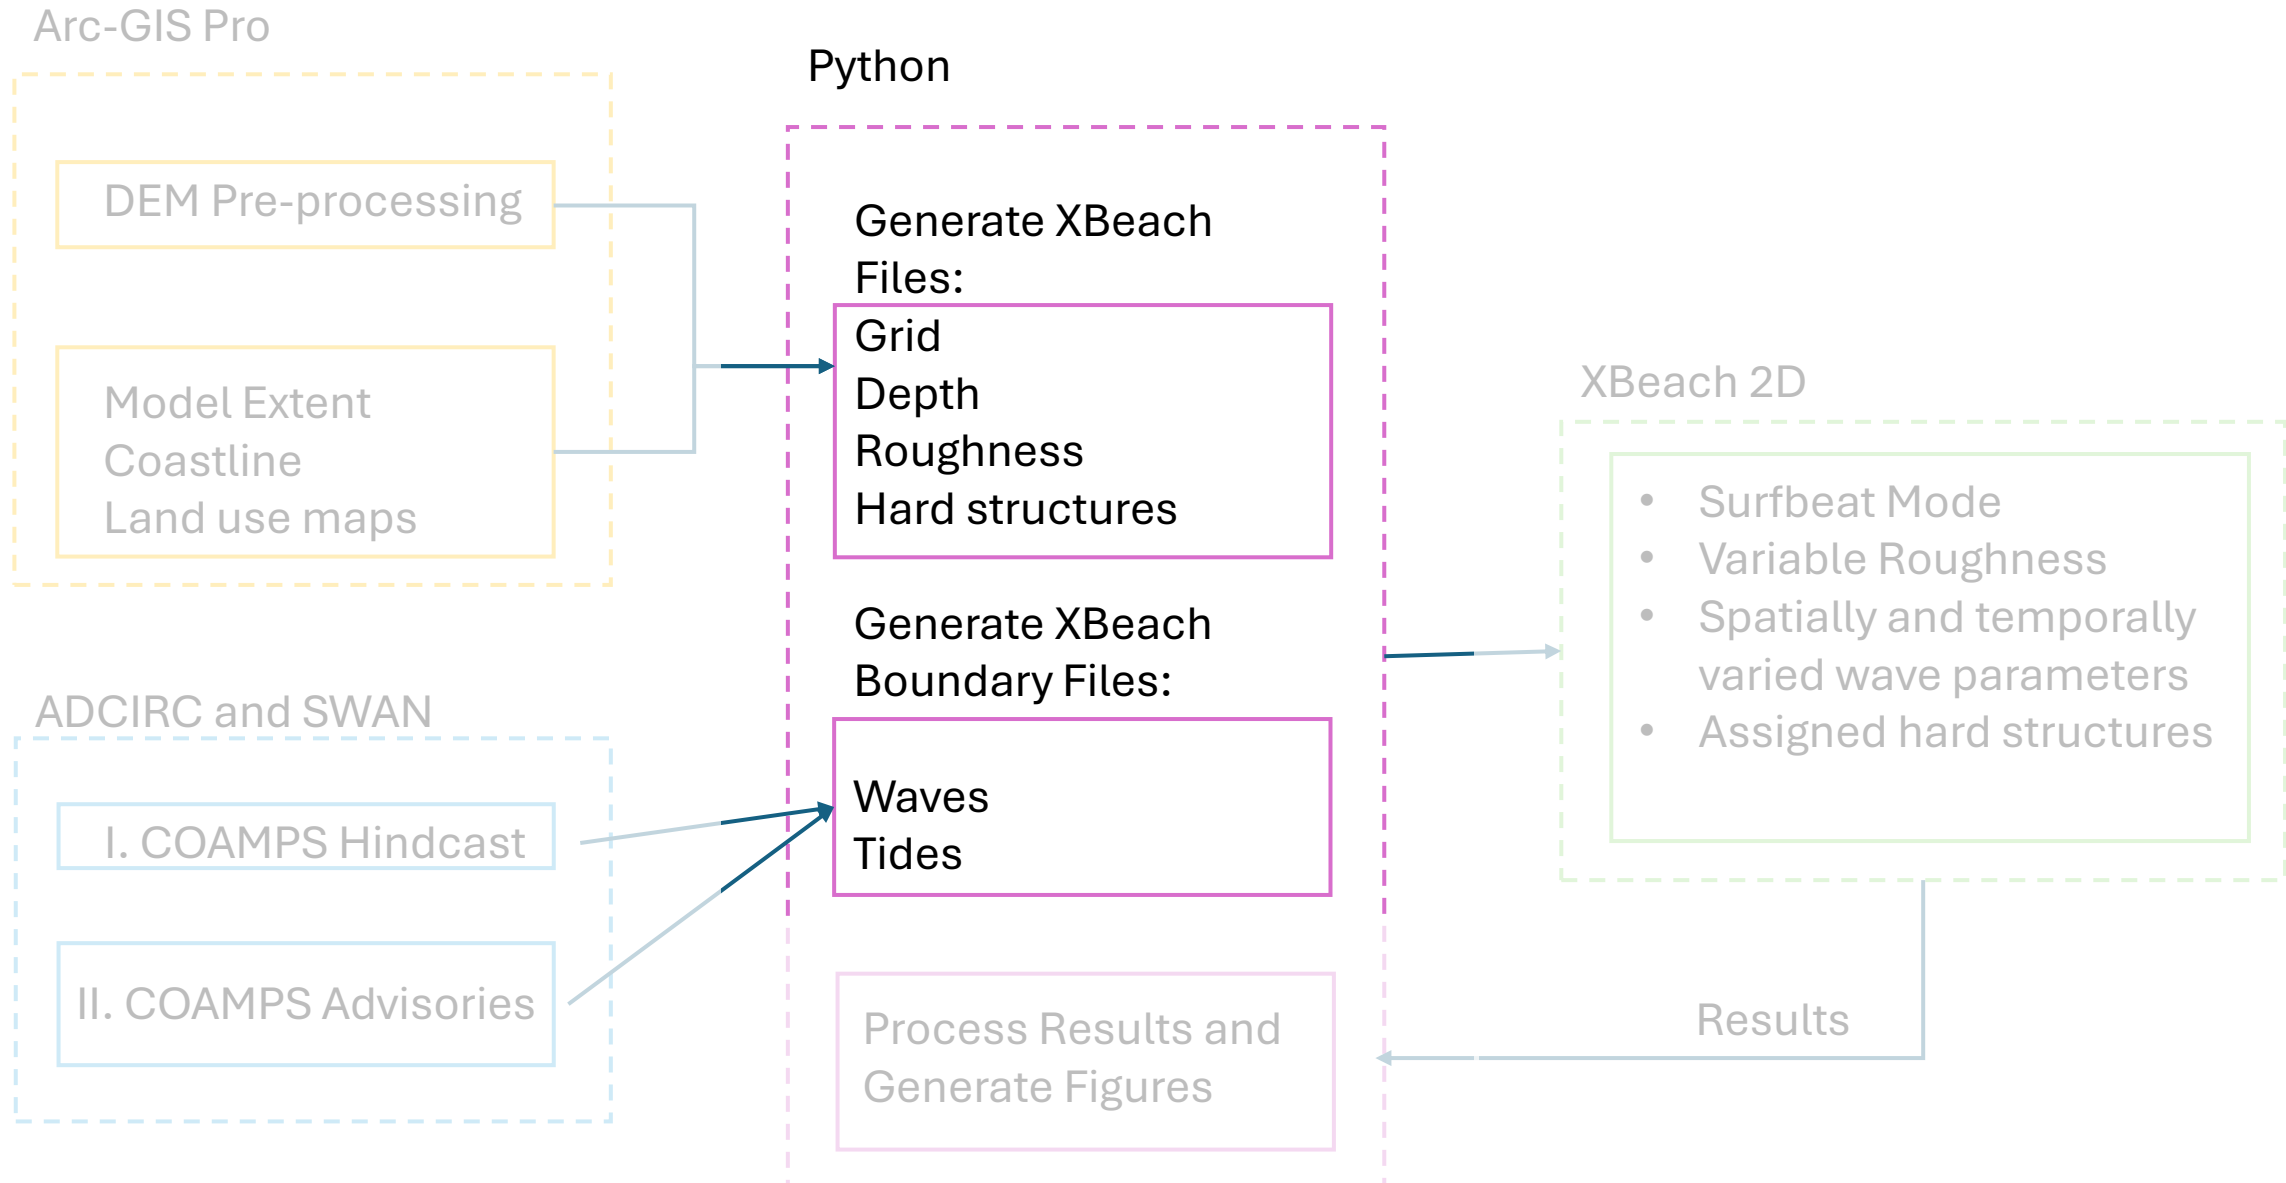 Arc-GIS Pro
DEM Pre-processing
Model Extent
Coastline
Land use maps
ADCIRC and SWAN
I. COAMPS Hindcast
II. COAMPS Advisories
Python
Generate XBeach
Files:
Grid
Depth
Roughness
Hard structures
Generate XBeach
Boundary Files:
Waves
Tides
Process Results and
Generate Figures
XBeach 2D
• Surfbeat Mode
• Variable Roughness
• Spatially and temporally
varied wave parameters
• Assigned hard structures
Results